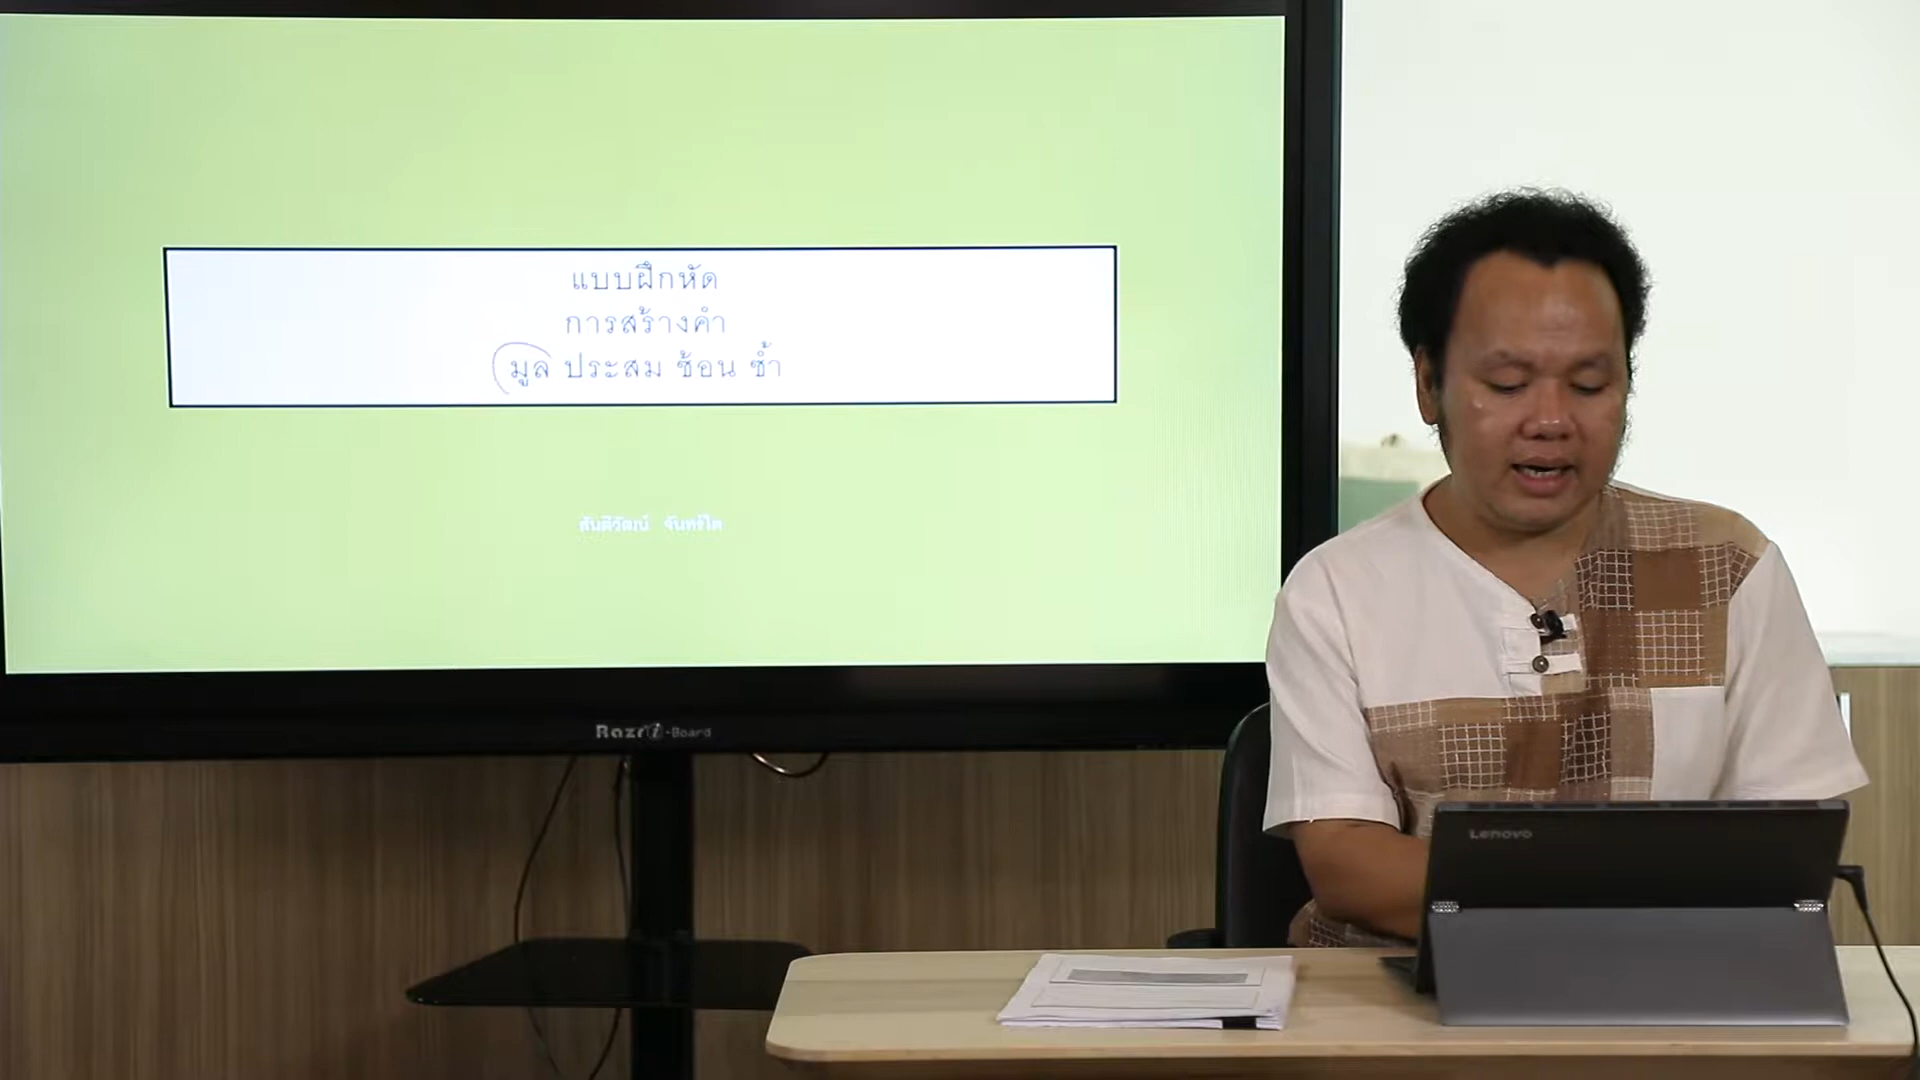 แบบฝึกหัด
การสร้างคำ
มูล ประสม ซ้อน ซ้ำ
สันติวัฒน์ จันทร์ใด
Razr i-Board
Lenovo